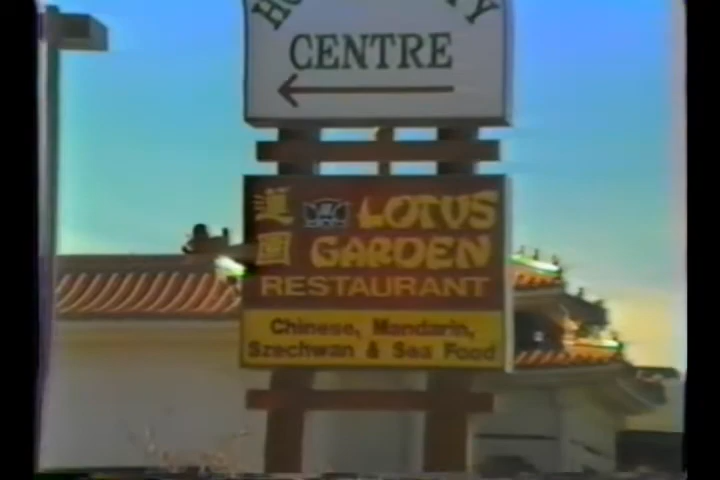 CENTRE
LOTUS
GARDEN
RESTAURANT
Chinese, Mandarin,
Szechwan & Sea Food